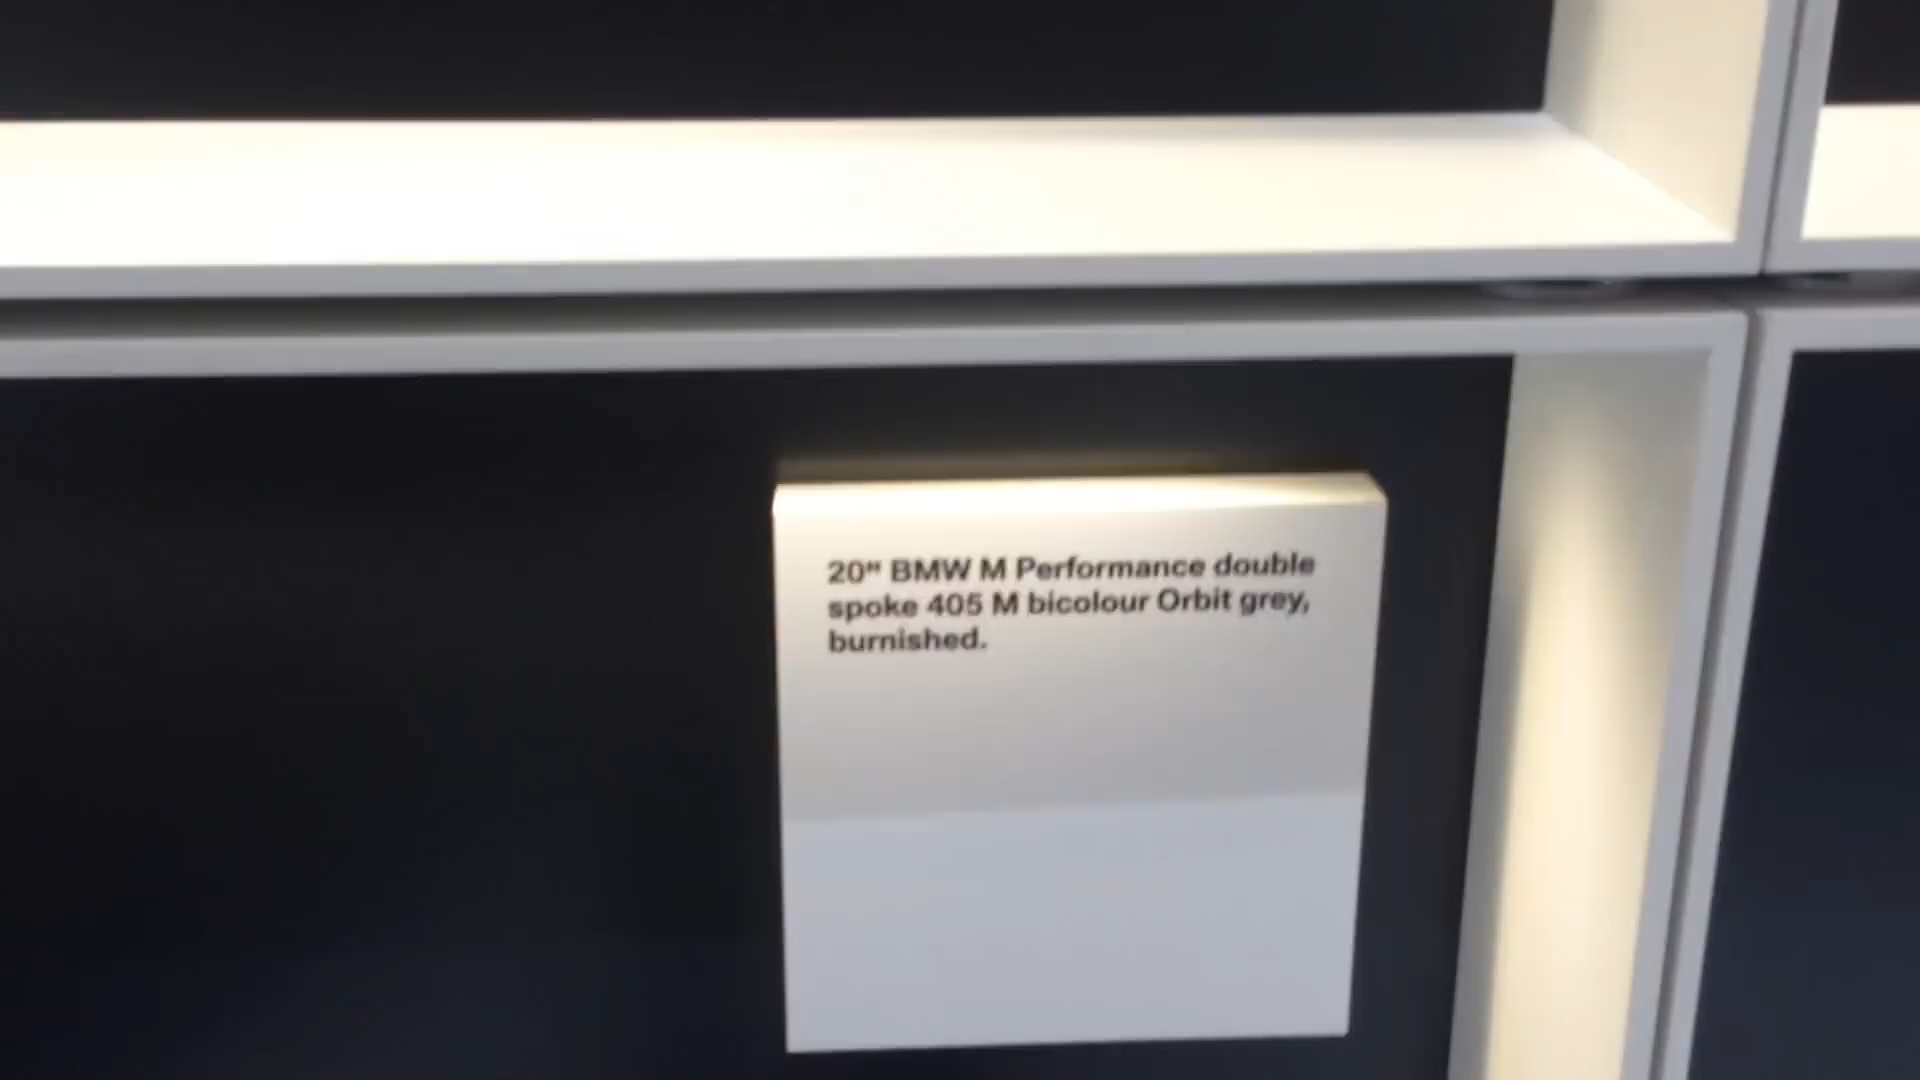 20" BMW M Performance double
spoke 405 M bicolour Orbit grey,
burnished.